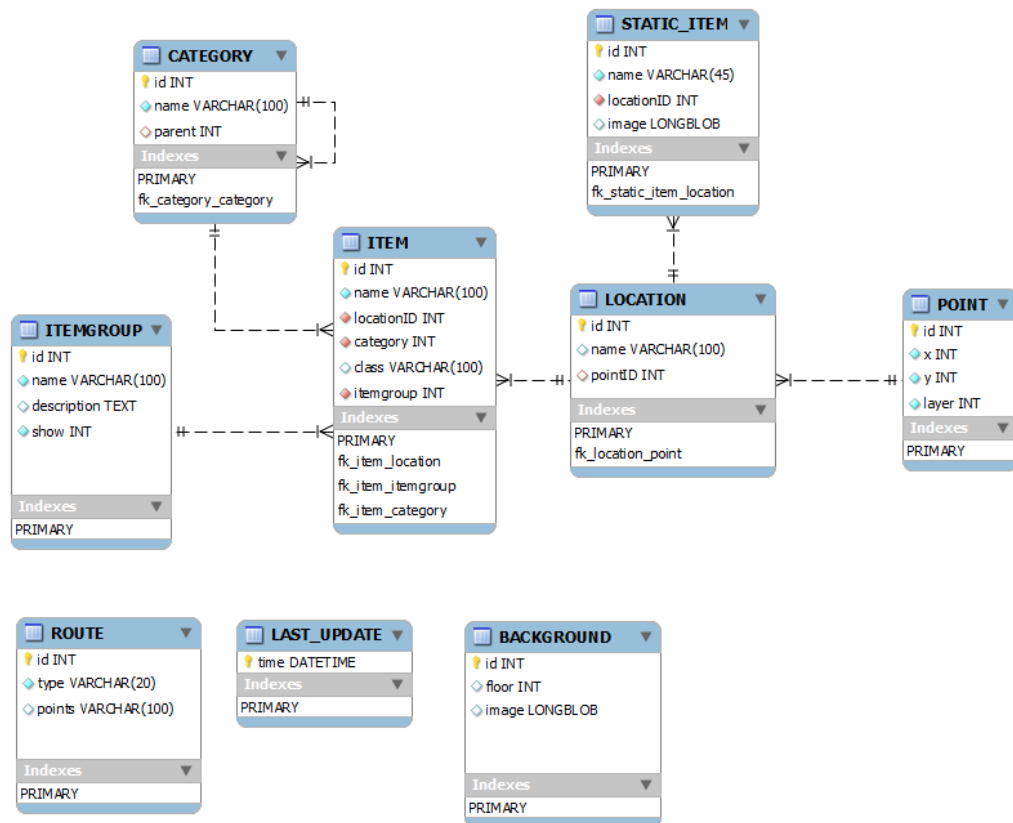 CATEGORY
id INT
name VARCHAR(100)
parent INT
Indexes
PRIMARY
fk_category_category
STATIC_ITEM
id INT
name VARCHAR(45)
locationID INT
image LONGBLOB
Indexes
PRIMARY
fk_static_item_location
ITEM
id INT
name VARCHAR(100)
locationID INT
category INT
class VARCHAR(100)
itemgroup INT
Indexes
PRIMARY
fk_item_location
fk_item_itemgroup
fk_item_category
LOCATION
id INT
name VARCHAR(100)
pointID INT
Indexes
PRIMARY
fk_location_point
POINT
id INT
x INT
y INT
layer INT
Indexes
PRIMARY
ITEMGROUP
id INT
name VARCHAR(100)
description TEXT
show INT
Indexes
PRIMARY
ROUTE
id INT
type VARCHAR(20)
points VARCHAR(100)
Indexes
PRIMARY
LAST_UPDATE
time DATETIME
Indexes
PRIMARY
BACKGROUND
id INT
floor INT
image LONGBLOB
Indexes
PRIMARY